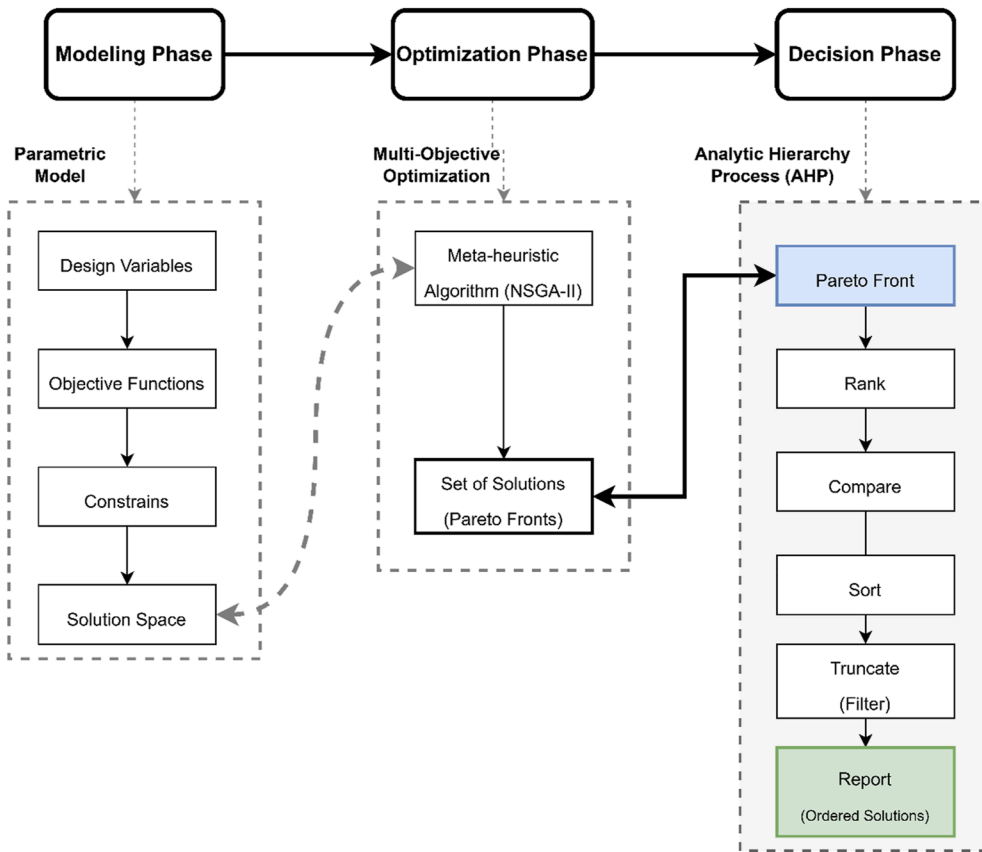 Modeling Phase
Optimization Phase
Decision Phase
Parametric
Model
Multi-Objective
Optimization
Analytic Hierarchy
Process (AHP)
Design Variables
Objective Functions
Constrains
Solution Space
Meta-heuristic
Algorithm (NSGA-II)
Set of Solutions
(Pareto Fronts)
Pareto Front
Rank
Compare
Sort
Truncate
(Filter)
Report
(Ordered Solutions)